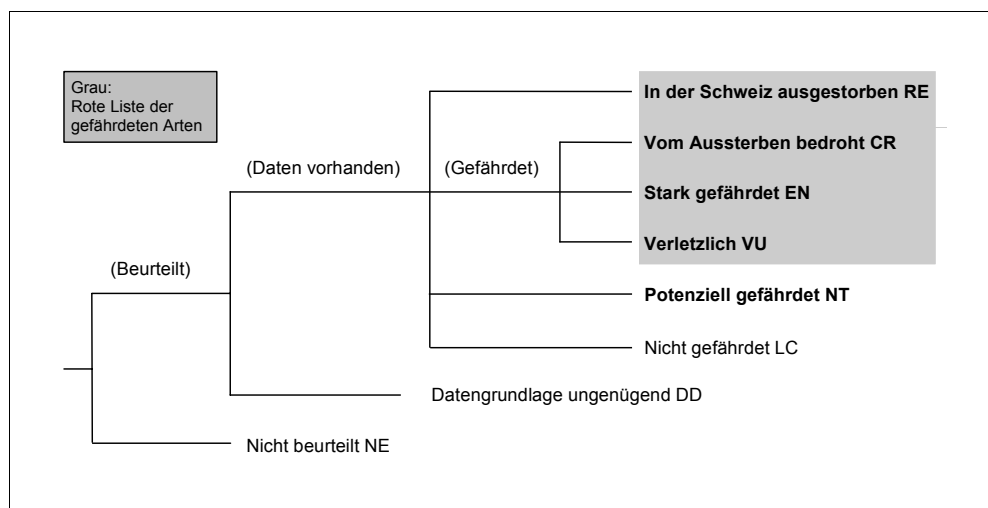 Grau:
Rote Liste der
gefährdeten Arten
In der Schweiz ausgestorben RE
Vom Aussterben bedroht CR
(Daten vorhanden)
(Gefährdet)
Stark gefährdet EN
Verletzlich VU
(Beurteilt)
Potenziell gefährdet NT
Nicht gefährdet LC
Datengrundlage ungenügend DD
Nicht beurteilt NE